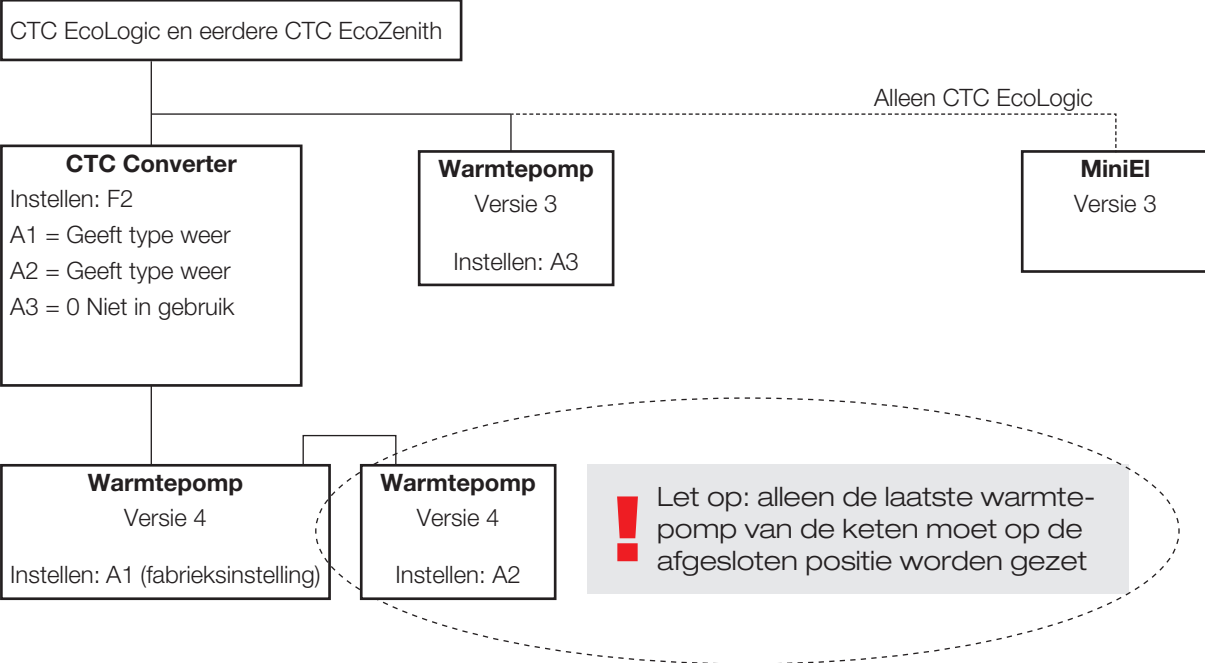 CTC EcoLogic en eerdere CTC EcoZenith
Alleen CTC EcoLogic
CTC Converter
Instellen: F2
A1 = Geeft type weer
A2 = Geeft type weer
A3 = 0 Niet in gebruik
Warmtepomp
Versie 3
Instellen: A3
MiniEl
Versie 3
Warmtepomp
Versie 4
Instellen: A1 (fabrieksinstelling)
Warmtepomp
Versie 4
Instellen: A2
! Let op: alleen de laatste warmte-
pomp van de keten moet op de
afgesloten positie worden gezet